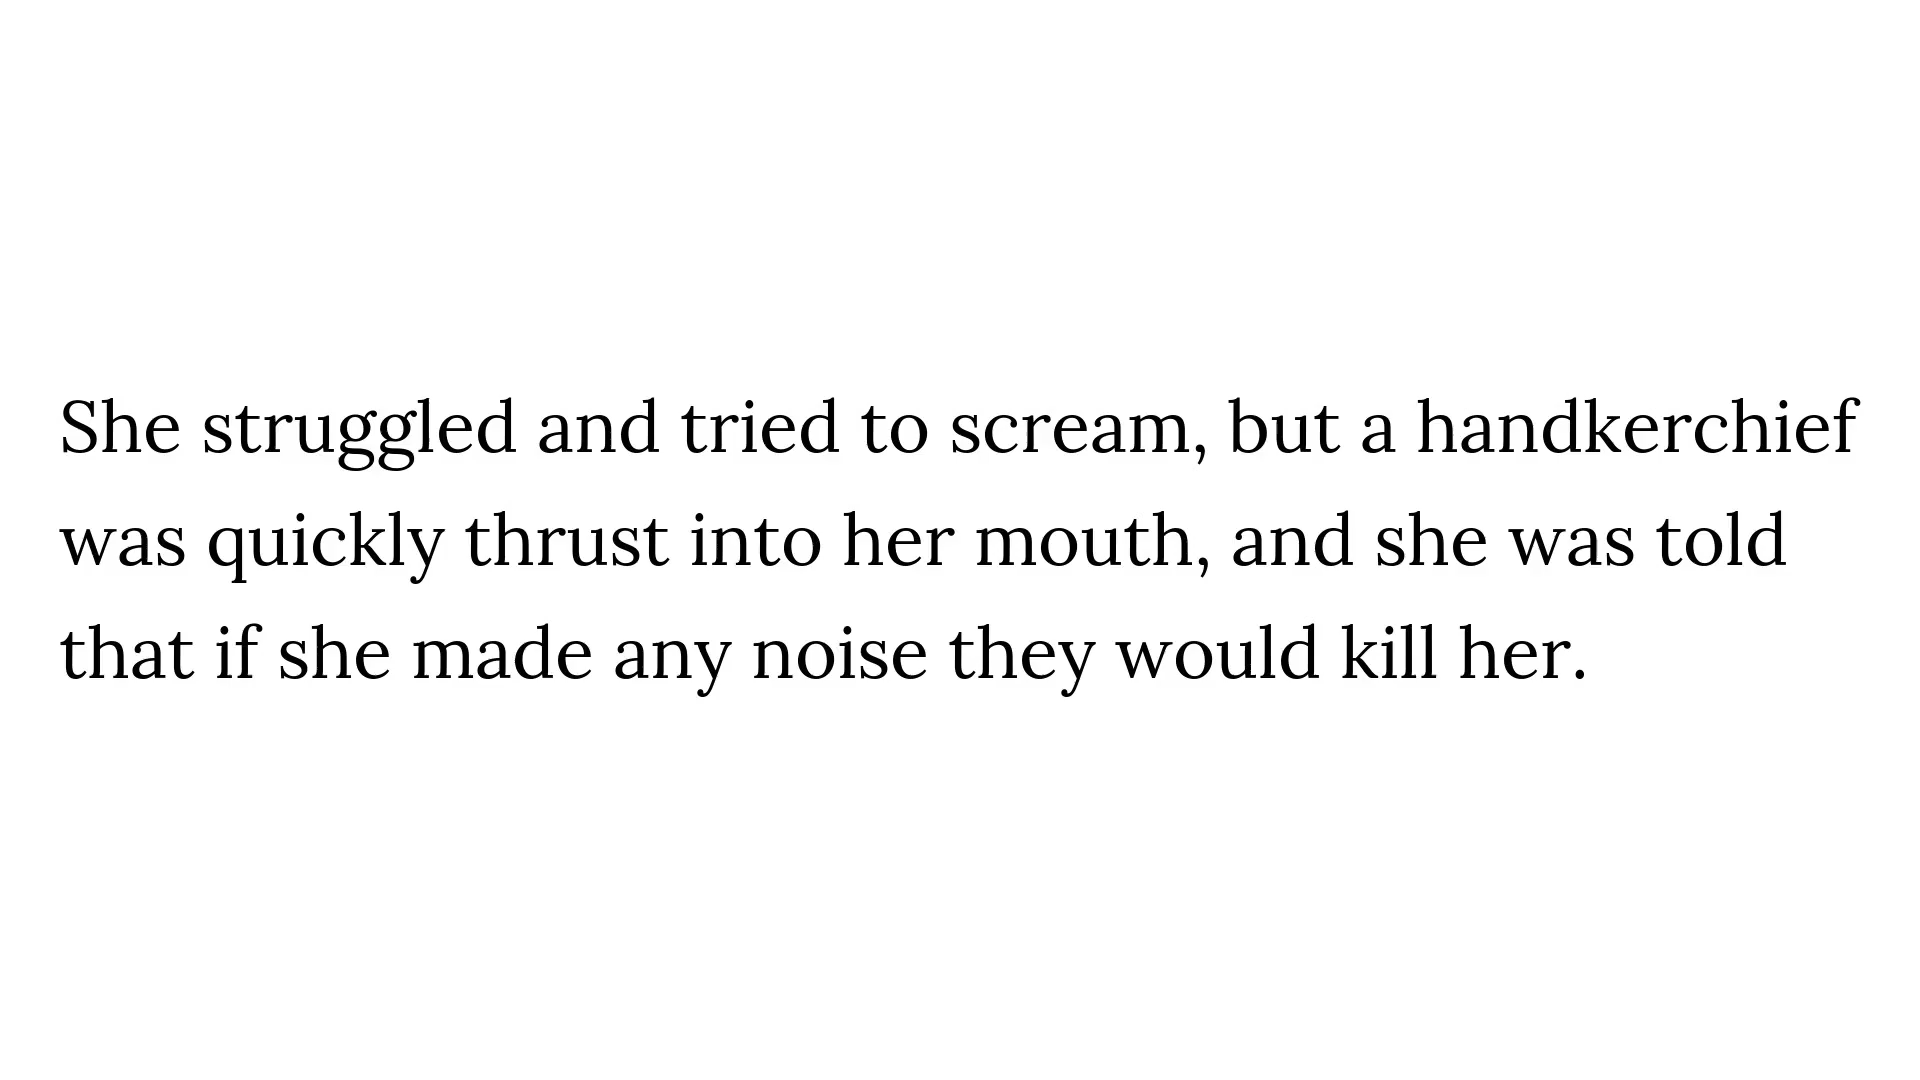 She struggled and tried to scream, but a handkerchief
was quickly thrust into her mouth, and she was told
that if she made any noise they would kill her.